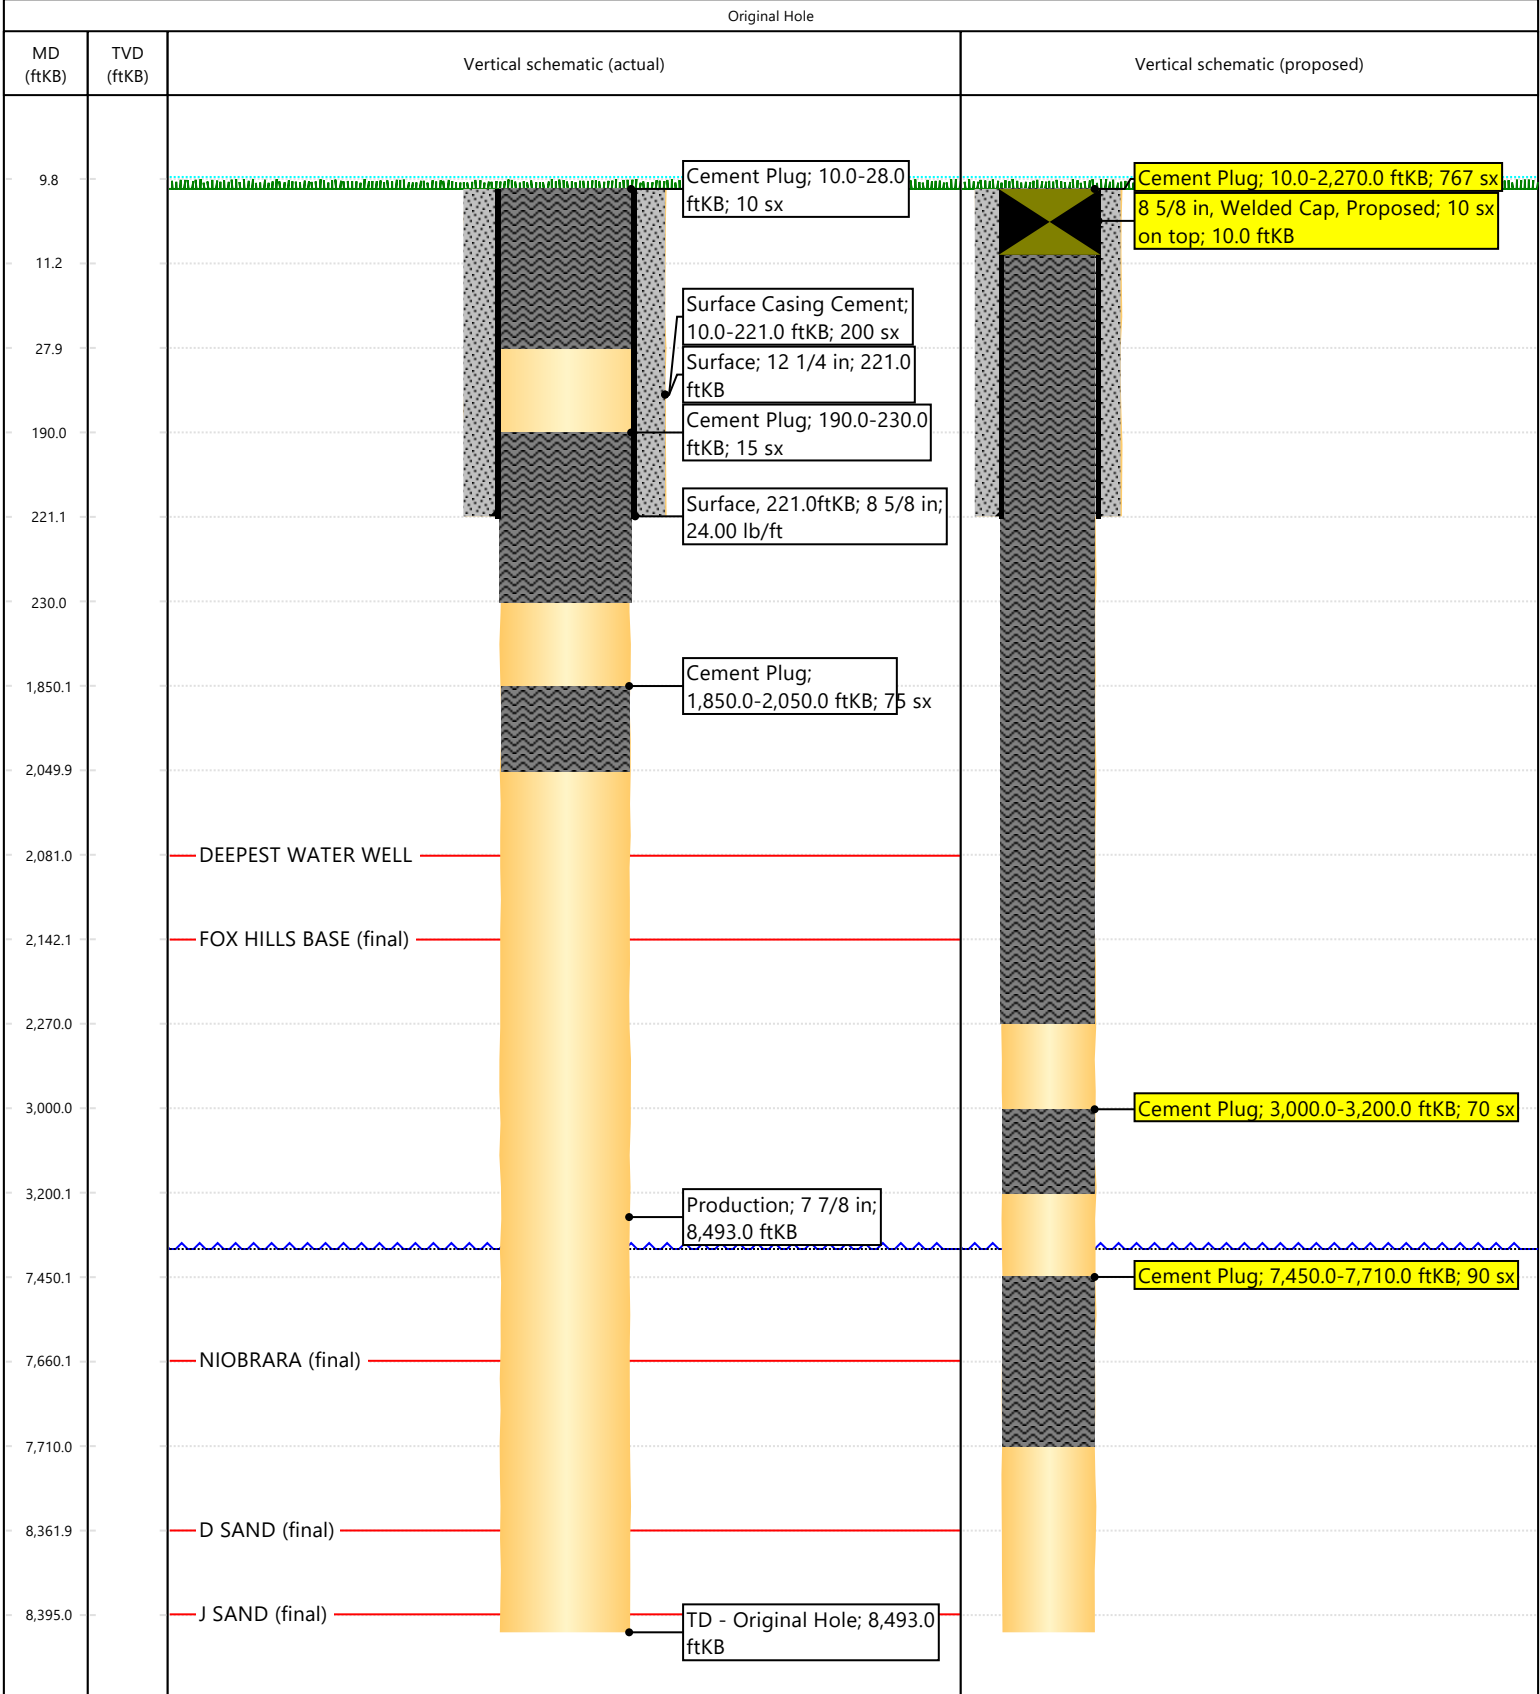 Original Hole
MD
(ftKB)
TVD
(ftKB)
Vertical schematic (actual)
Vertical schematic (proposed)
9.8
11.2
27.9
190.0
221.1
230.0
1,850.1
2,049.9
2,081.0
2,142.1
2,270.0
3,000.0
3,200.1
7,450.1
7,660.1
7,710.0
8,361.9
8,395.0
DEEPEST WATER WELL
FOX HILLS BASE (final)
NIOBRARA (final)
D SAND (final)
J SAND (final)
Cement Plug; 10.0-28.0
ftKB; 10 sx
Surface Casing Cement;
10.0-221.0 ftKB; 200 sx
Surface; 12 1/4 in; 221.0
ftKB
Cement Plug; 190.0-230.0
ftKB; 15 sx
Surface, 221.0ftKB; 8 5/8 in;
24.00 lb/ft
Cement Plug;
1,850.0-2,050.0 ftKB; 75 sx
Production; 7 7/8 in;
8,493.0 ftKB
TD - Original Hole; 8,493.0
ftKB
Cement Plug; 10.0-2,270.0 ftKB; 767 sx
8 5/8 in, Welded Cap, Proposed; 10 sx
on top; 10.0 ftKB
Cement Plug; 3,000.0-3,200.0 ftKB; 70 sx
Cement Plug; 7,450.0-7,710.0 ftKB; 90 sx